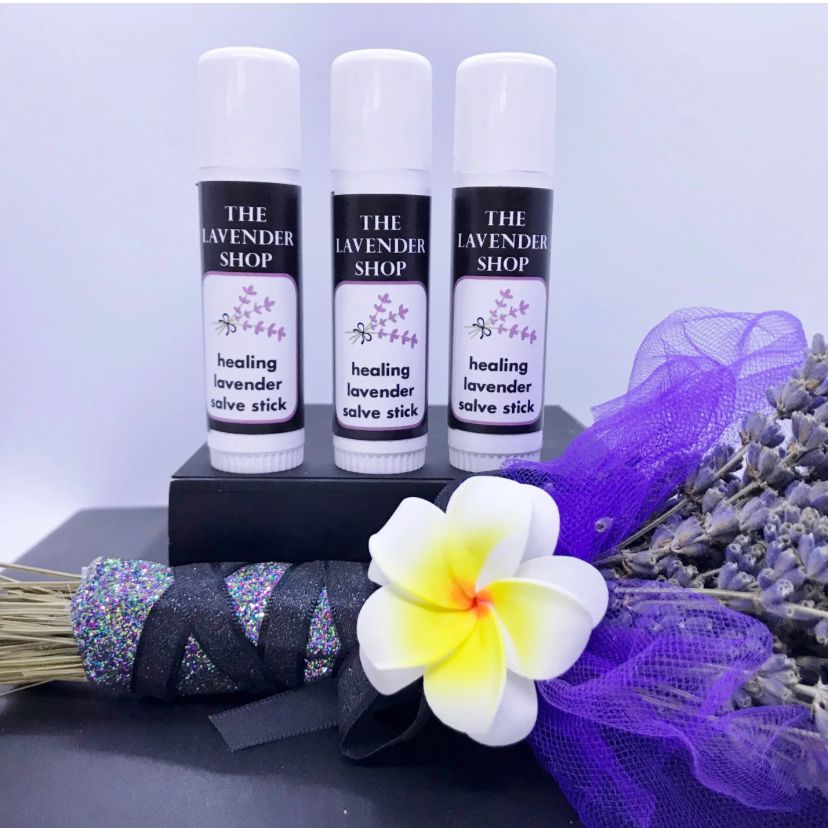 THE
LAVENDER
SHOP
healing
lavender
salve stick
THE
LAVENDER
SHOP
healing
lavender
salve stick
THE
LAVENDER
SHOP
healing
lavender
salve stick